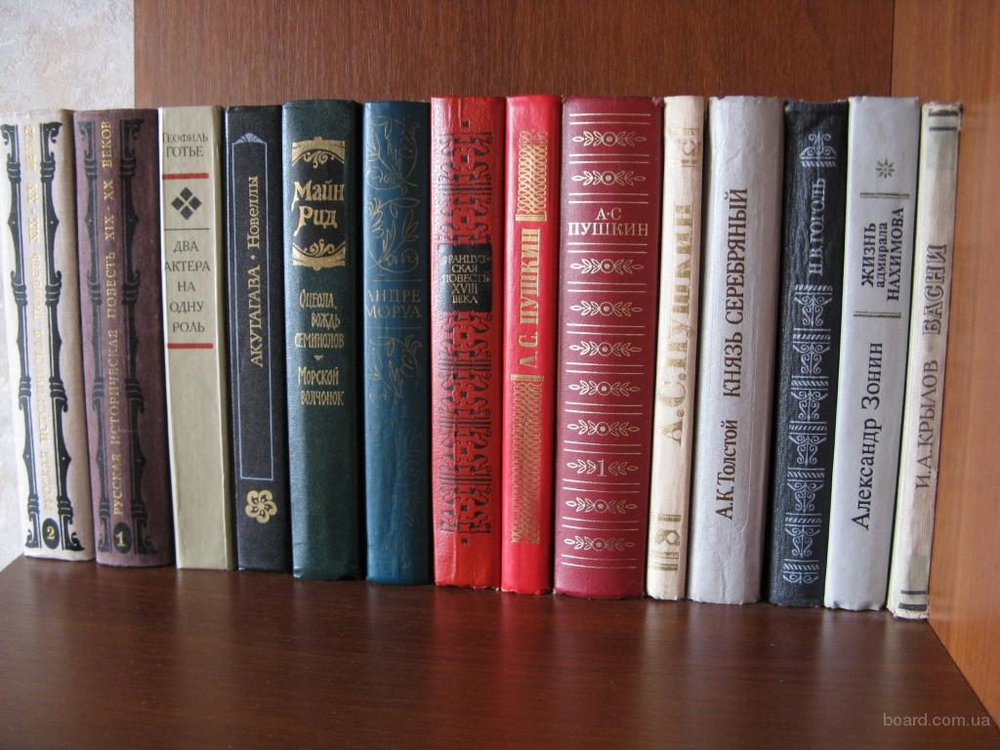 РУССКАЯ ИСТОРИЧЕСКАЯ ПОВЕСТЬ XIX - XX ВЕКОВ
2
РУССКАЯ ИСТОРИЧЕСКАЯ ПОВЕСТЬ XIX - XX ВЕКОВ
1
ТЕОФИЛЬ
ГОТЬЕ
ДВА
АКТЕРА
НА
ОДНУ
РОЛЬ
АКУТАГАВА • Новеллы
Майн
Рид
Оцеола,
вождь
семинолов
Морской
волчонок
АНДРЕ
МОРУА
ФРАНЦУЗ-
СКАЯ
ПОВЕСТЬ
XVIII
ВЕКА
А. С. ПУШКИН
А·С
ПУШКИН
1
А.С.Пушкин
А.К.Толстой КНЯЗЬ СЕРЕБРЯНЫЙ
Н.В.ГОГОЛЬ
Александр Зонин
ЖИЗНЬ
адмирала
НАХИМОВА
И.А.КРЫЛОВ БАСНИ
board.com.ua